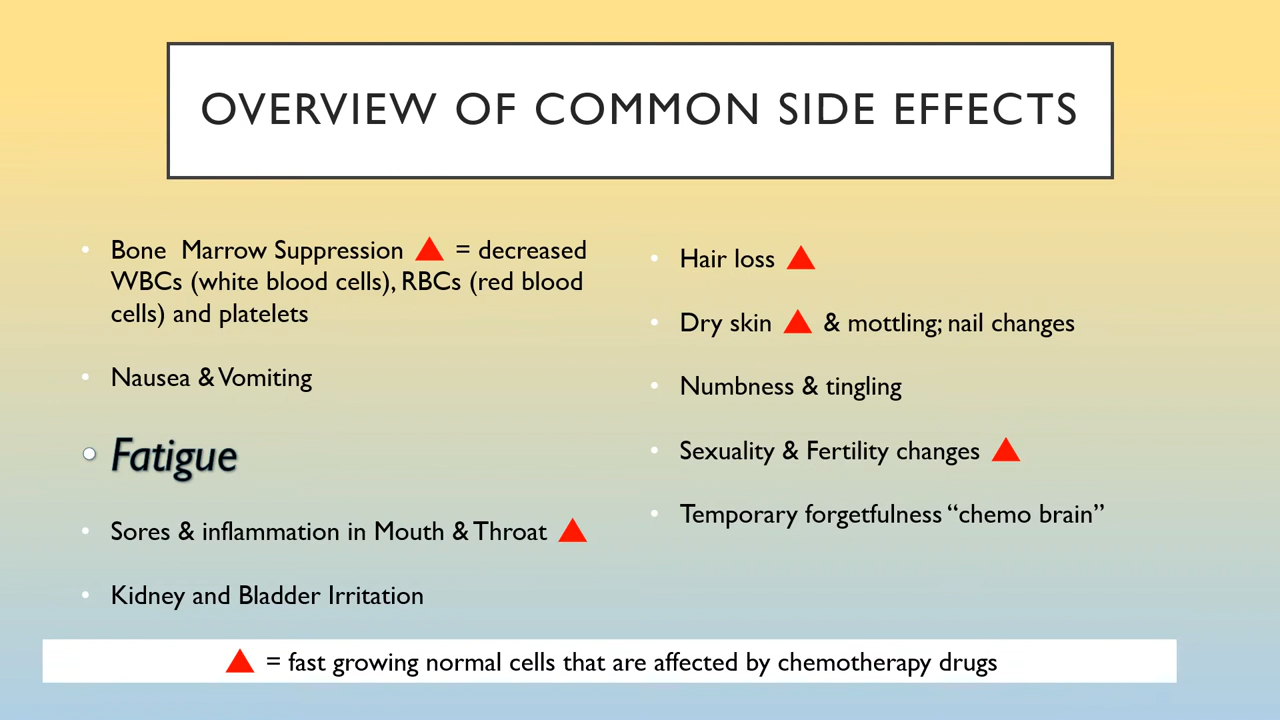 OVERVIEW OF COMMON SIDE EFFECTS
• Bone Marrow Suppression ▲ = decreased
WBCs (white blood cells), RBCs (red blood
cells) and platelets
• Nausea & Vomiting
• Fatigue
• Sores & inflammation in Mouth & Throat ▲
• Kidney and Bladder Irritation
• Hair loss ▲
• Dry skin ▲ & mottling; nail changes
• Numbness & tingling
• Sexuality & Fertility changes ▲
• Temporary forgetfulness “chemo brain”
▲ = fast growing normal cells that are affected by chemotherapy drugs